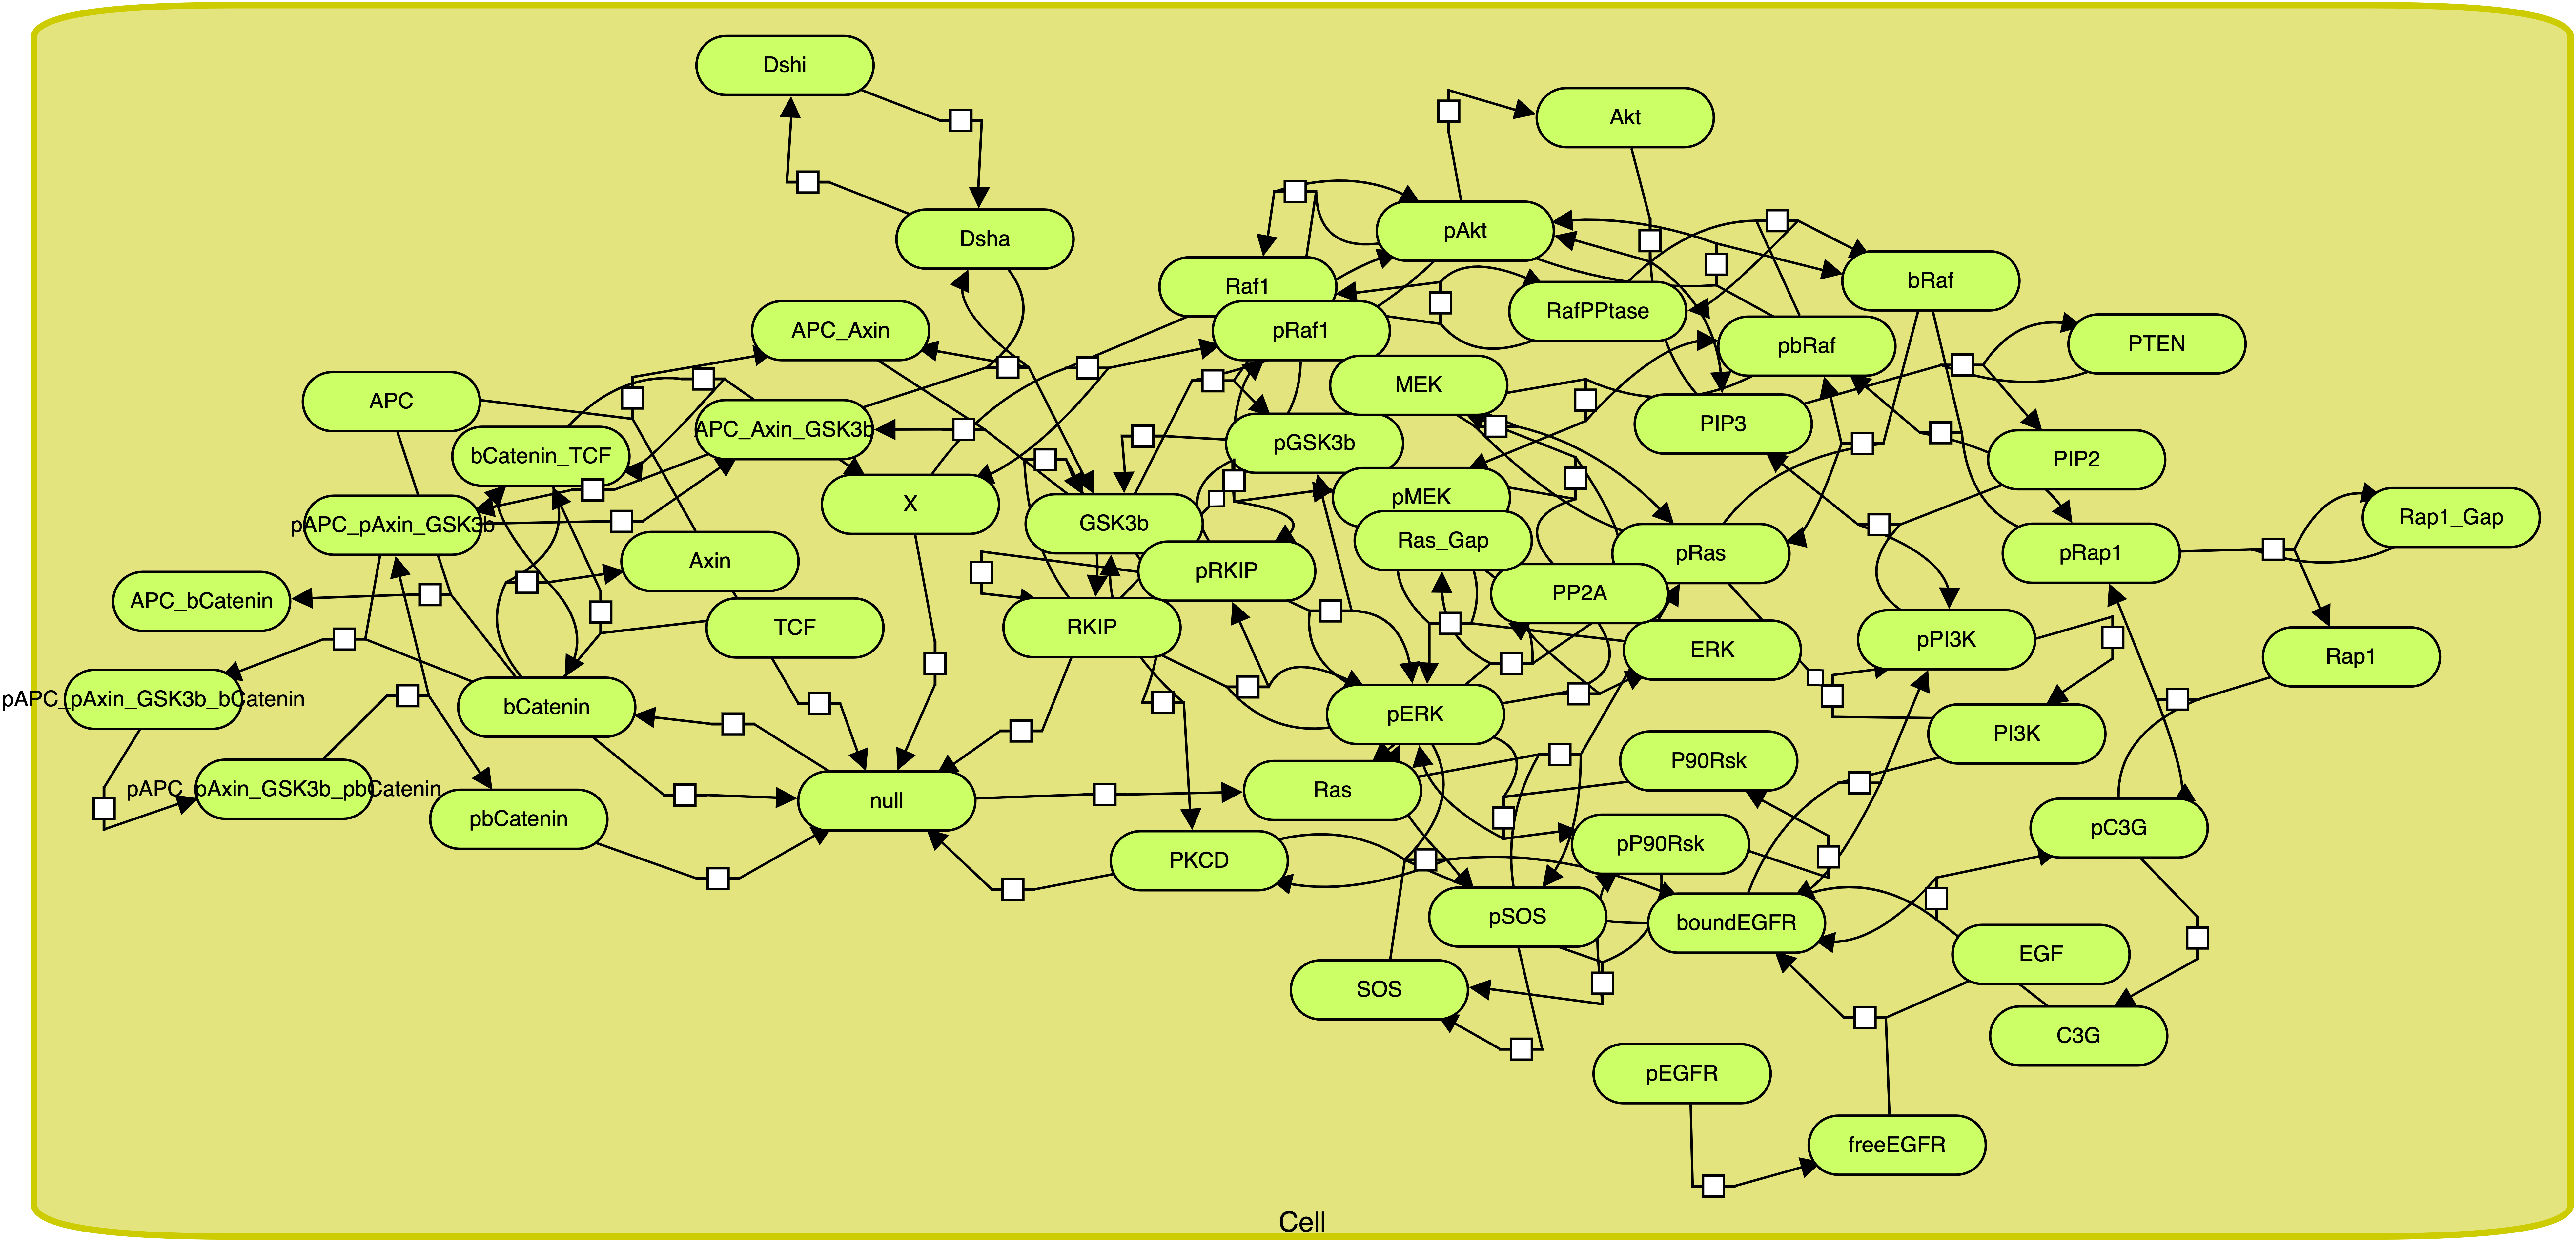 Dshi
Akt
Dsha
pAkt
Raf1
bRaf
RafPPtase
APC_Axin
pRaf1
pbRaf
PTEN
MEK
APC
APC_Axin_GSK3b
pGSK3b
PIP3
bCatenin_TCF
PIP2
X
pMEK
Rap1_Gap
pAPC_pAxin_GSK3b
GSK3b
Ras_Gap
pRas
pRap1
Axin
pRKIP
PP2A
APC_bCatenin
TCF
RKIP
ERK
pPI3K
Rap1
pAPC_pAxin_GSK3b_bCatenin
bCatenin
pERK
PI3K
P90Rsk
pAPC_pAxin_GSK3b_pbCatenin
null
Ras
pbCatenin
pC3G
pP90Rsk
PKCD
pSOS
boundEGFR
EGF
SOS
C3G
pEGFR
freeEGFR
Cell